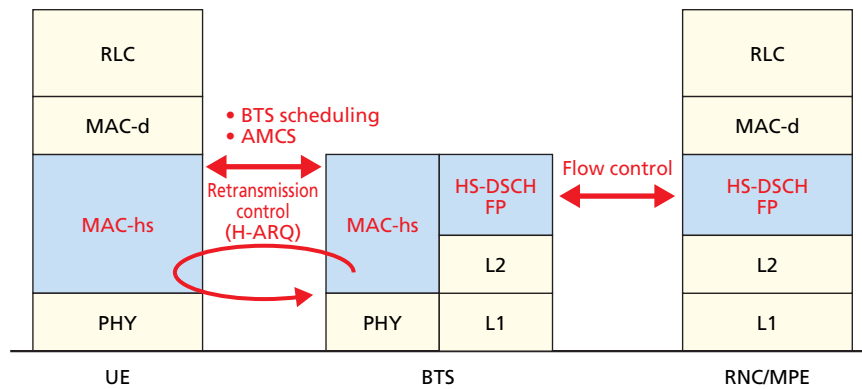 RLC
MAC-d
MAC-hs
PHY
UE
• BTS scheduling
• AMCS
Retransmission
control
(H-ARQ)
MAC-hs
PHY
HS-DSCH
FP
L2
L1
BTS
Flow control
RLC
MAC-d
HS-DSCH
FP
L2
L1
RNC/MPE